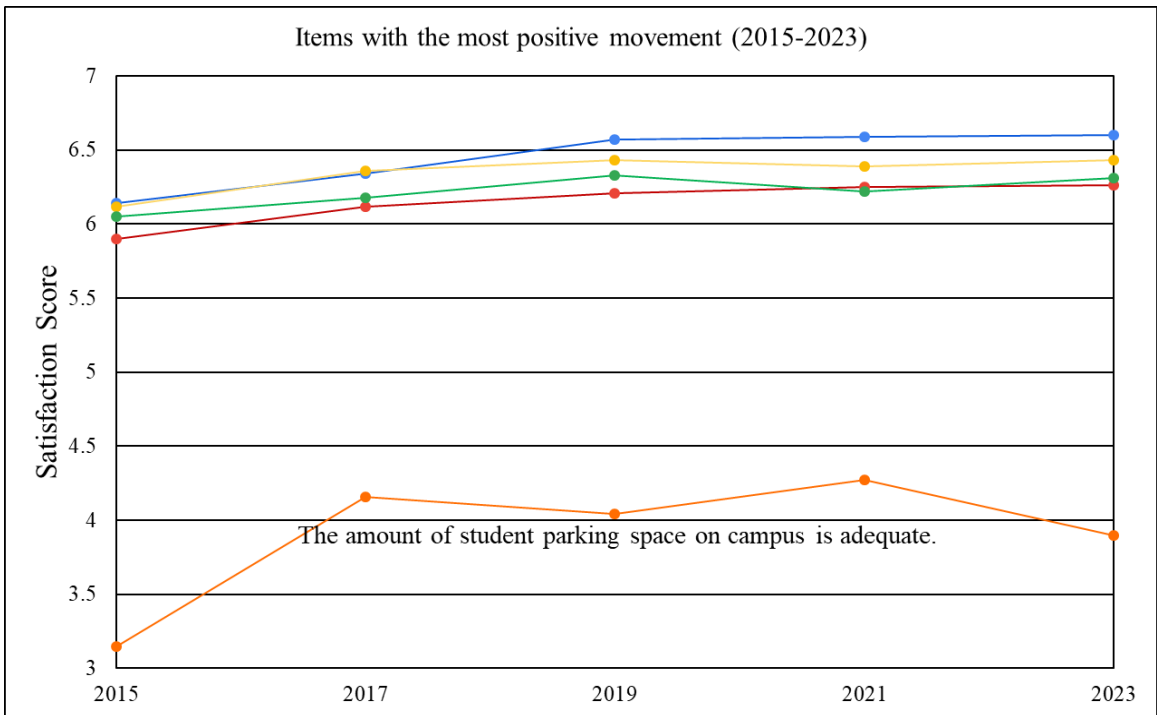 Items with the most positive movement (2015-2023)
7
6.5
6
5.5
5
4.5
4
3.5
3
Satisfaction Score
The amount of student parking space on campus is adequate.
2015 2017 2019 2021 2023